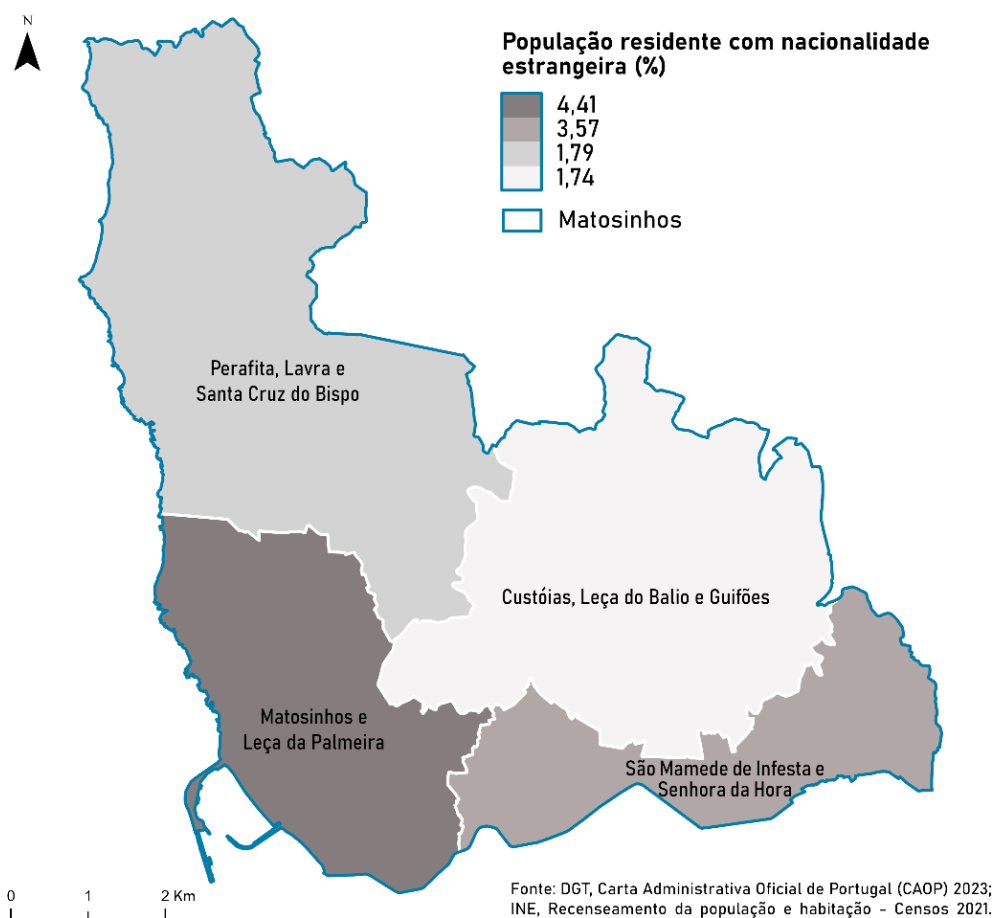 N
População residente com nacionalidade
estrangeira (%)
4,41
3,57
1,79
1,74
Matosinhos
Perafita, Lavra e
Santa Cruz do Bispo
Custóias, Leça do Balio e Guifões
Matosinhos e
Leça da Palmeira
São Mamede de Infesta e
Senhora da Hora
0 1 2 Km
Fonte: DGT, Carta Administrativa Oficial de Portugal (CAOP) 2023;
INE, Recenseamento da população e habitação - Censos 2021.